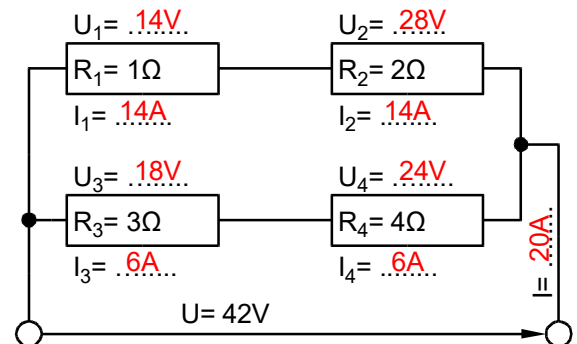 U₁= ..14V.....
U₂= ..28V.....
R₁= 1Ω
R₂= 2Ω
I₁= 14A
I₂= 14A
U₃= ..18V.....
U₄= ..24V.....
R₃= 3Ω
R₄= 4Ω
I₃= .6A......
I₄= .6A......
I= 20A
U= 42V